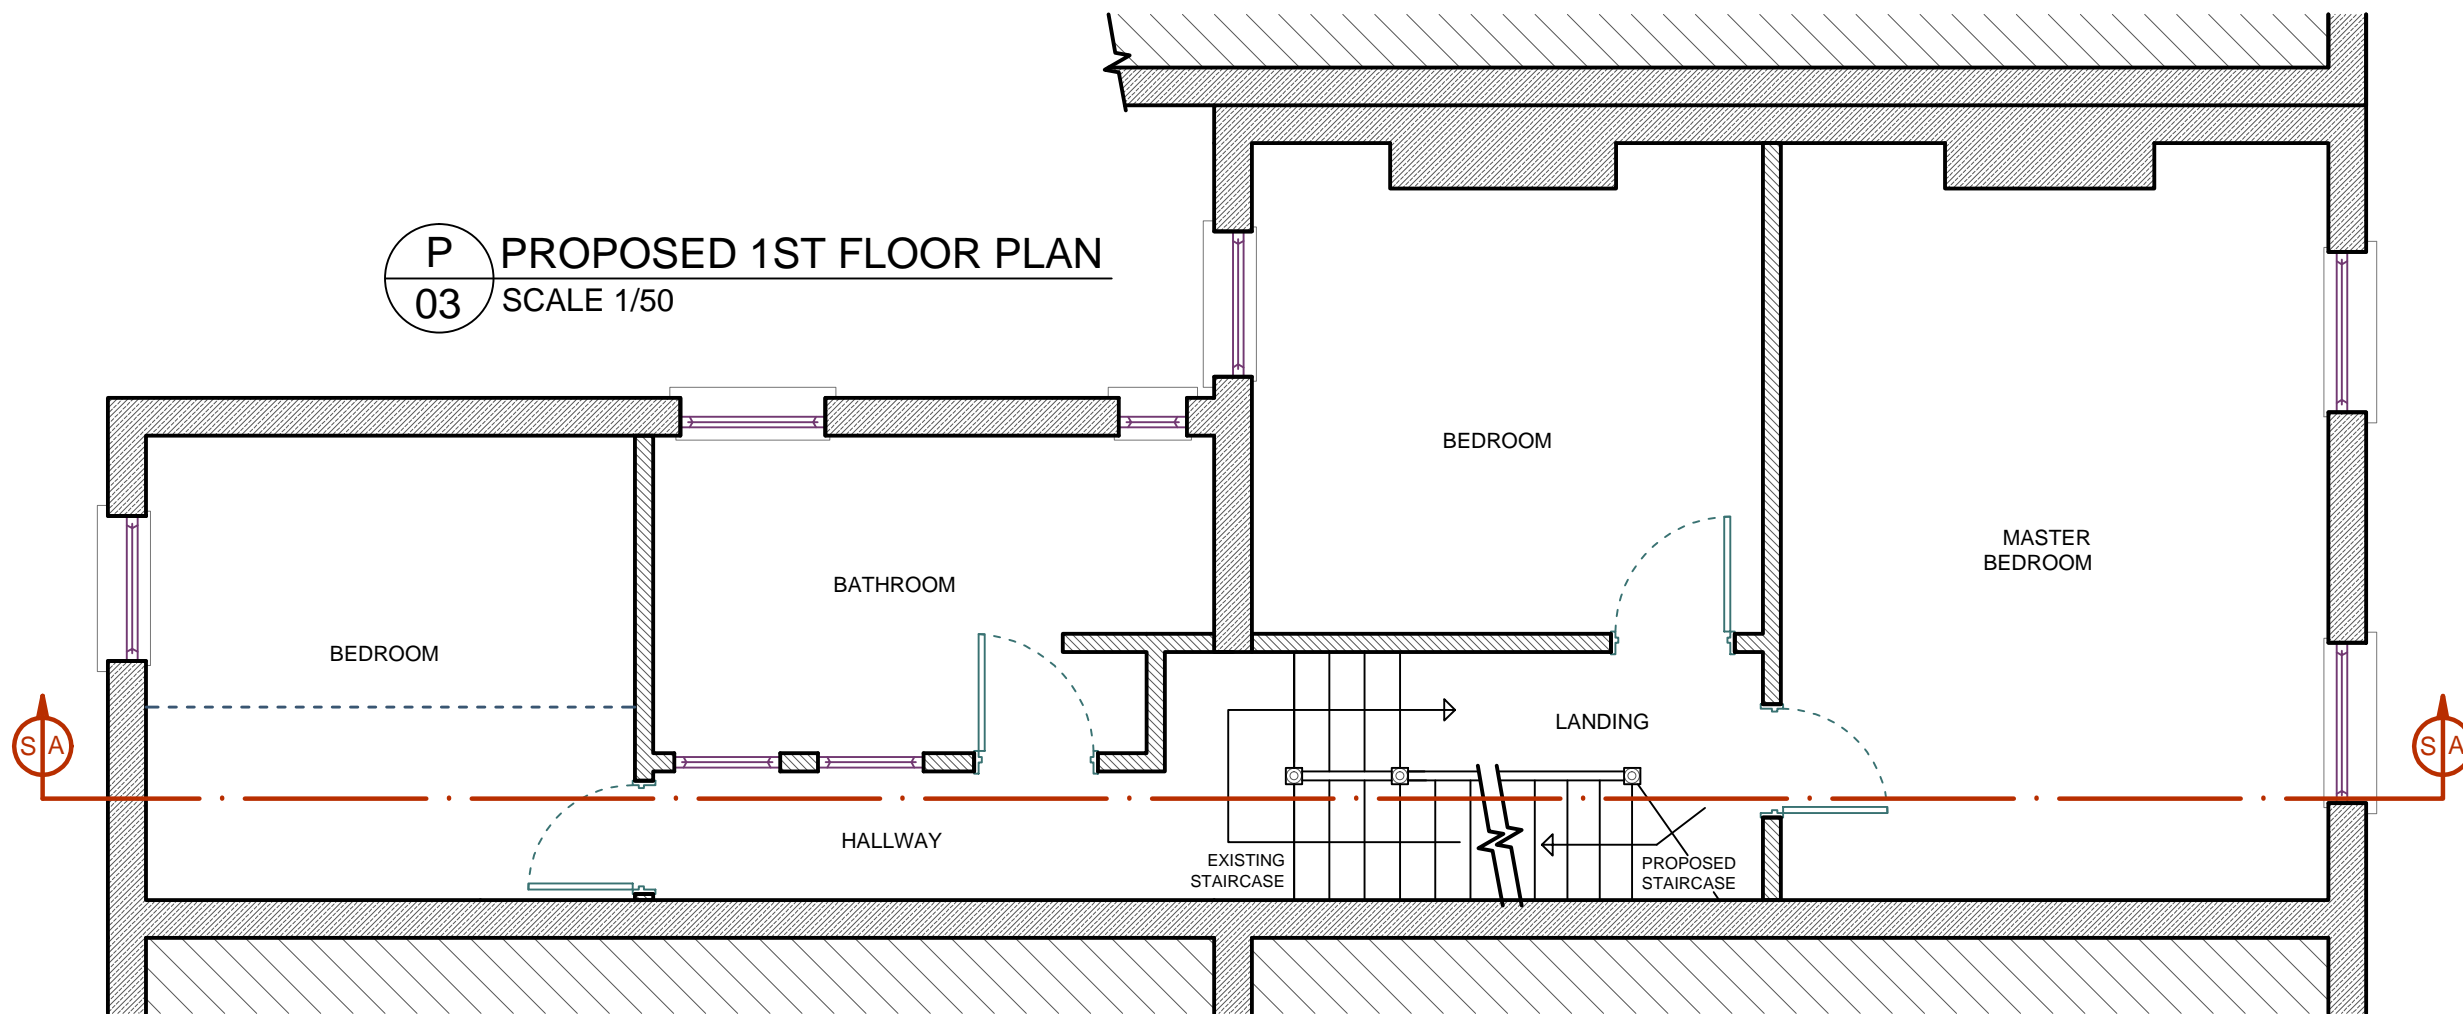 P
03
PROPOSED 1ST FLOOR PLAN
SCALE 1/50
BEDROOM
MASTER
BEDROOM
BATHROOM
BEDROOM
LANDING
S A
S A
HALLWAY
EXISTING
STAIRCASE
PROPOSED
STAIRCASE